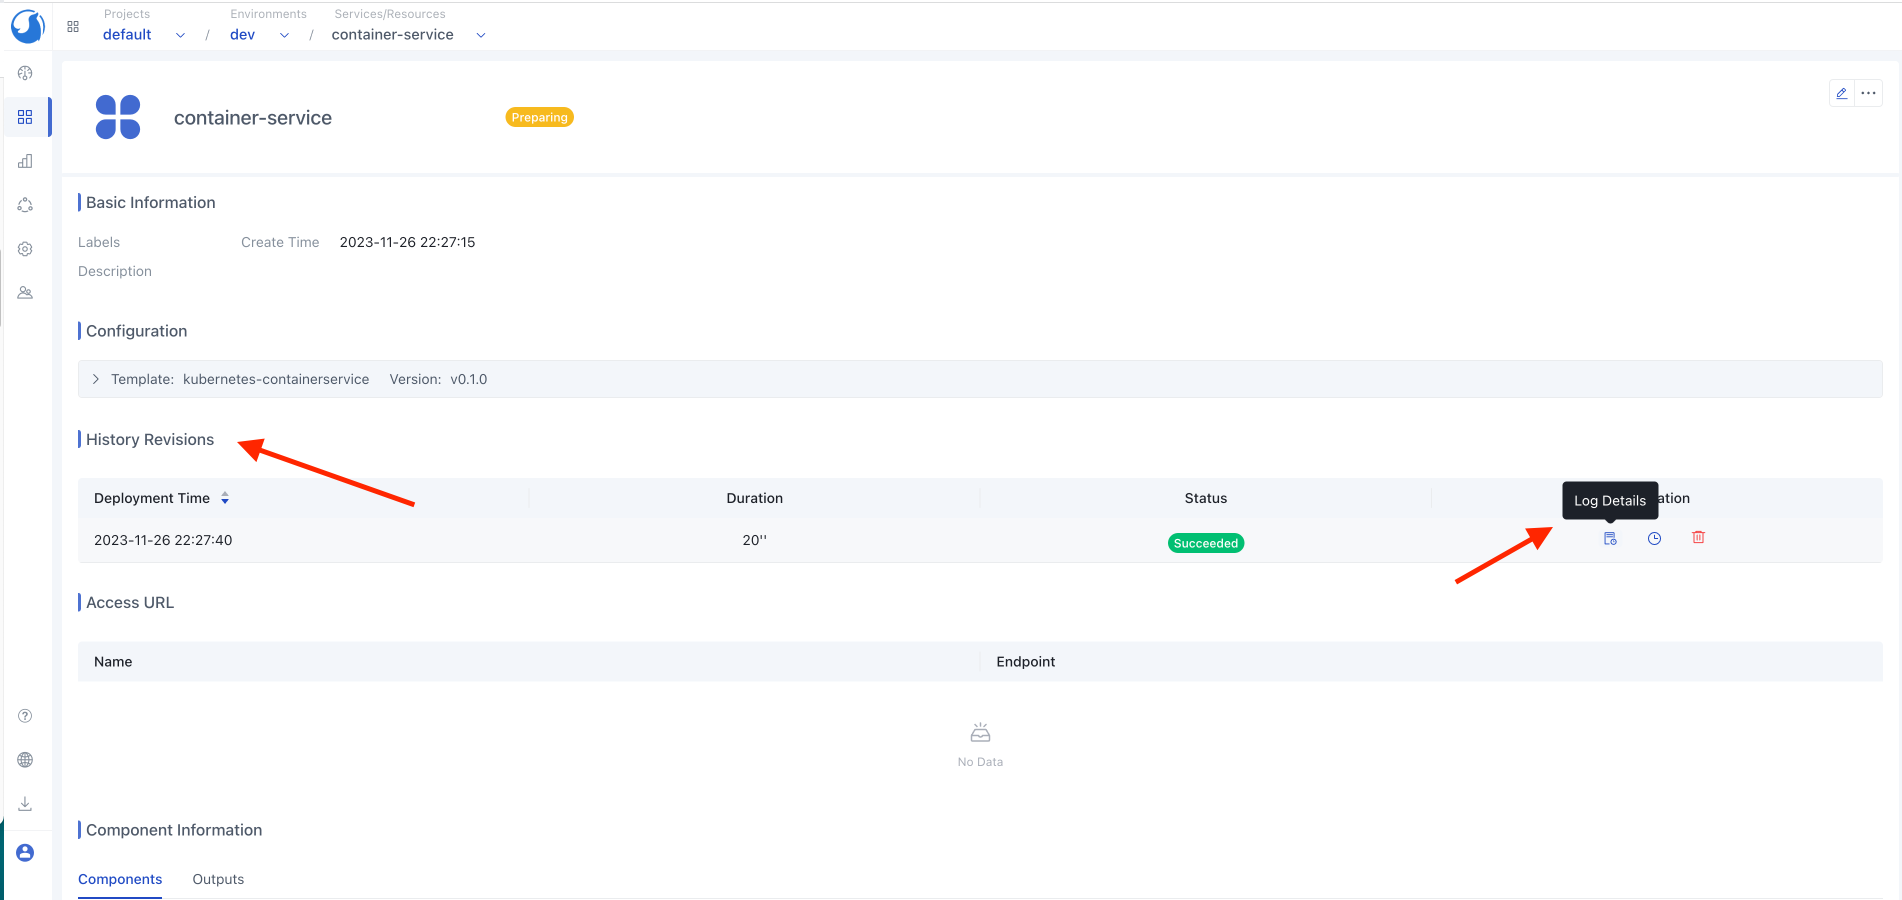 Projects Environments Services/Resources
default / dev / container-service
container-service Preparing
Basic Information
Labels Create Time 2023-11-26 22:27:15
Description
Configuration
Template: kubernetes-containerservice Version: v0.1.0
History Revisions
Deployment Time Duration Status ation
Log Details
2023-11-26 22:27:40 20'' Succeeded
Access URL
Name Endpoint
No Data
Component Information
Components Outputs